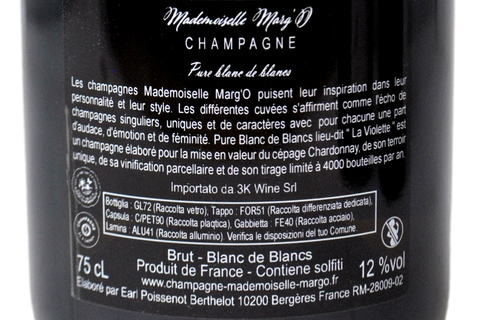 Mademoiselle Marg'O
CHAMPAGNE
Pure blanc de blancs
Les champagnes Mademoiselle Marg'O puisent leur inspiration dans leur
personnalité et leur style. Les différentes cuvées s'affirment comme l'écho de
champagnes singuliers, uniques et de caractères avec pour chacune une part
d'audace, d'émotion et de féminité. Pure Blanc de Blancs lieu-dit " La Violette " est
un champagne élaboré pour la mise en valeur du cépage Chardonnay, de son terroir
unique, de sa vinification parcellaire et de son tirage limité à 4000 bouteilles par an.
Importato da 3K Wine Srl
Bottiglia : GL72 (Raccolta vetro), Tappo : FOR51 (Raccolta differenziata dedicata),
Capsula : C/PET90 (Raccolta plaqtica), Gabbietta : FE40 (Raccolta acciaio),
Lamina : ALU41 (Raccolta alluminio) Verifica le disposizioni del tuo Comune.
Brut - Blanc de Blancs
75 cL Produit de France - Contiene solfiti 12 %vol
www.champagne-mademoiselle-margo.fr
Elaboré par Earl Poissenot Berthelot 10200 Bergères France RM-28009-02